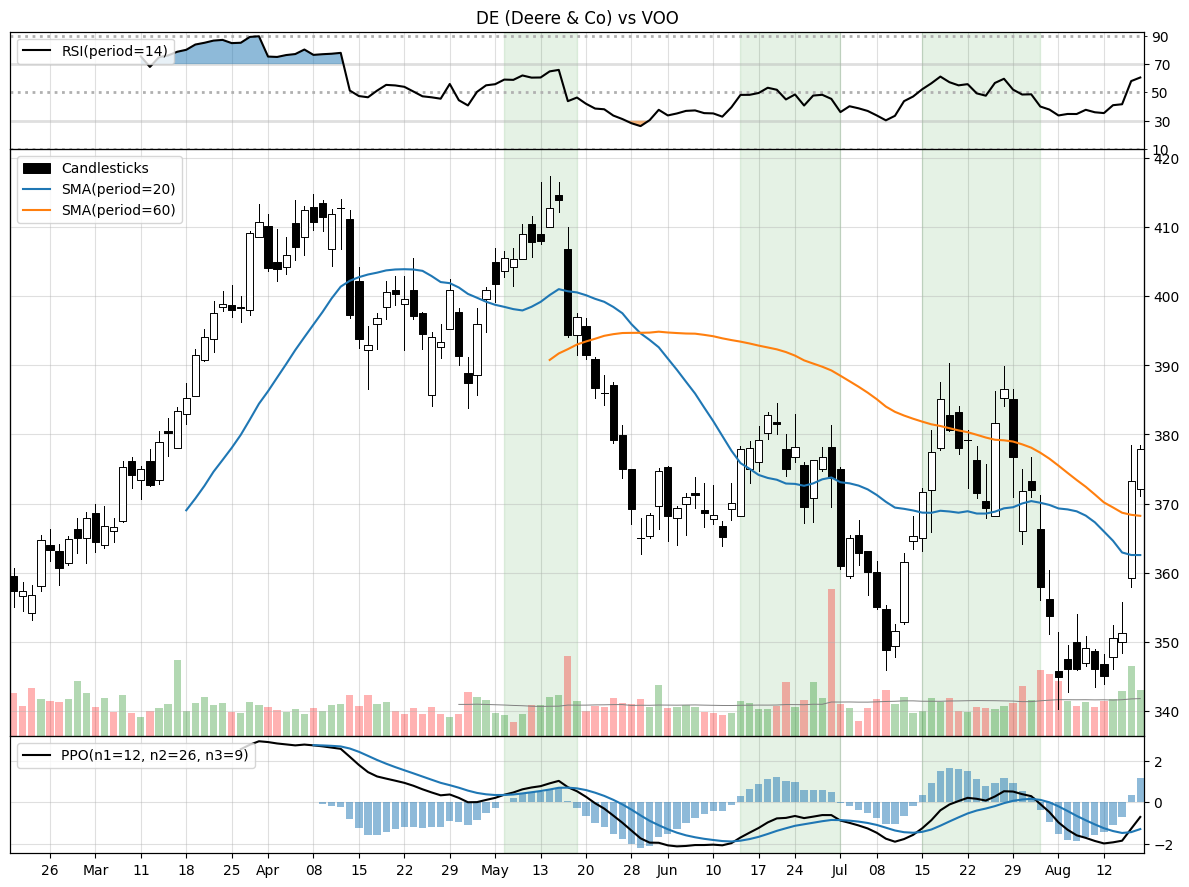 DE (Deere & Co) vs VOO
RSI(period=14)
90
70
50
30
10
Candlesticks
SMA(period=20)
SMA(period=60)
420
410
400
390
380
370
360
350
340
PPO(n1=12, n2=26, n3=9)
2
0
−2
26 Mar 11 18 25 Apr 08 15 22 29 May 13 20 28 Jun 10 17 24 Jul 08 15 22 29 Aug 12